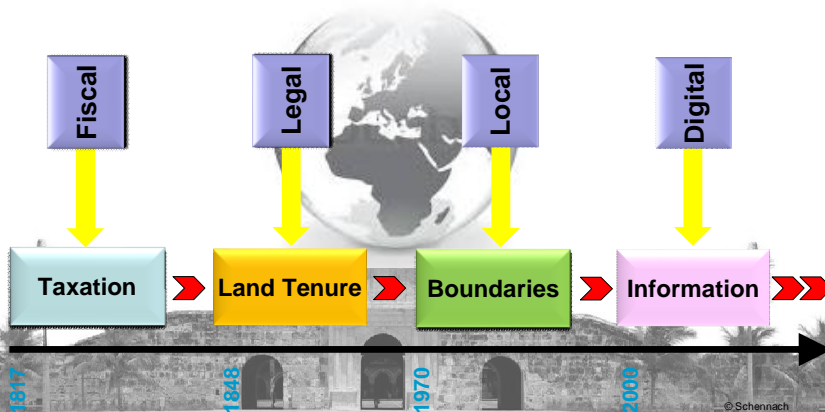 Fiscal
Legal
Local
Digital
Taxation
Land Tenure
Boundaries
Information
1817
1848
1970
2000
© Schennach